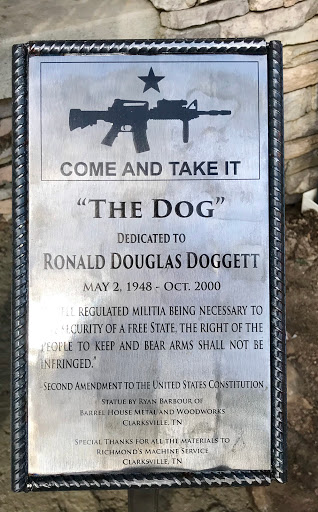 COME AND TAKE IT
“THE DOG”
DEDICATED TO
RONALD DOUGLAS DOGGETT
MAY 2, 1948 - OCT. 2000
REGULATED MILITIA BEING NECESSARY TO
SECURITY OF A FREE STATE, THE RIGHT OF THE
PEOPLE TO KEEP AND BEAR ARMS SHALL NOT BE
INFRINGED.”
SECOND AMENDMENT TO THE UNITED STATES CONSTITUTION
STATUE BY RYAN BARBOUR OF
BARREL HOUSE METAL AND WOODWORKS
CLARKSVILLE, TN
SPECIAL THANKS FOR ALL THE MATERIALS TO
RICHMOND'S MACHINE SERVICE
CLARKSVILLE, TN